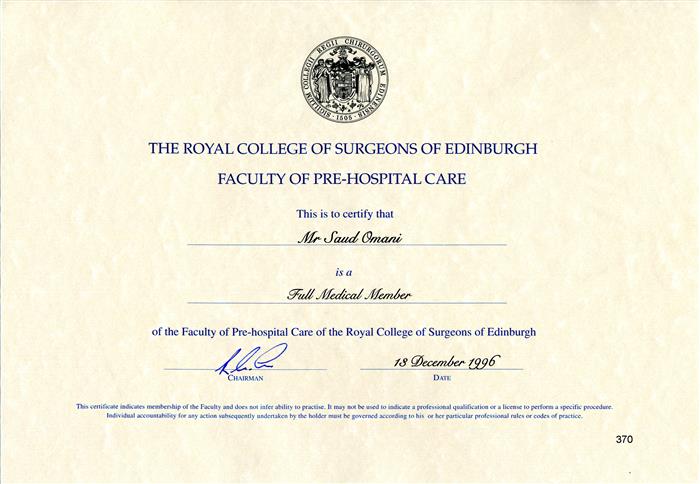 SIGILLUM COLLEGII REGII CHIRURGORUM EDINENSIS · 1505 ·
THE ROYAL COLLEGE OF SURGEONS OF EDINBURGH
FACULTY OF PRE-HOSPITAL CARE
This is to certify that
Mr Saud Omani
is a
Full Medical Member
of the Faculty of Pre-hospital Care of the Royal College of Surgeons of Edinburgh
13 December 1996
CHAIRMAN DATE
This certificate indicates membership of the Faculty and does not infer ability to practise. It may not be used to indicate a professional qualification or a license to perform a specific procedure.
Individual accountability for any action subsequently undertaken by the holder must be governed according to his or her particular professional rules or codes of practice.
370